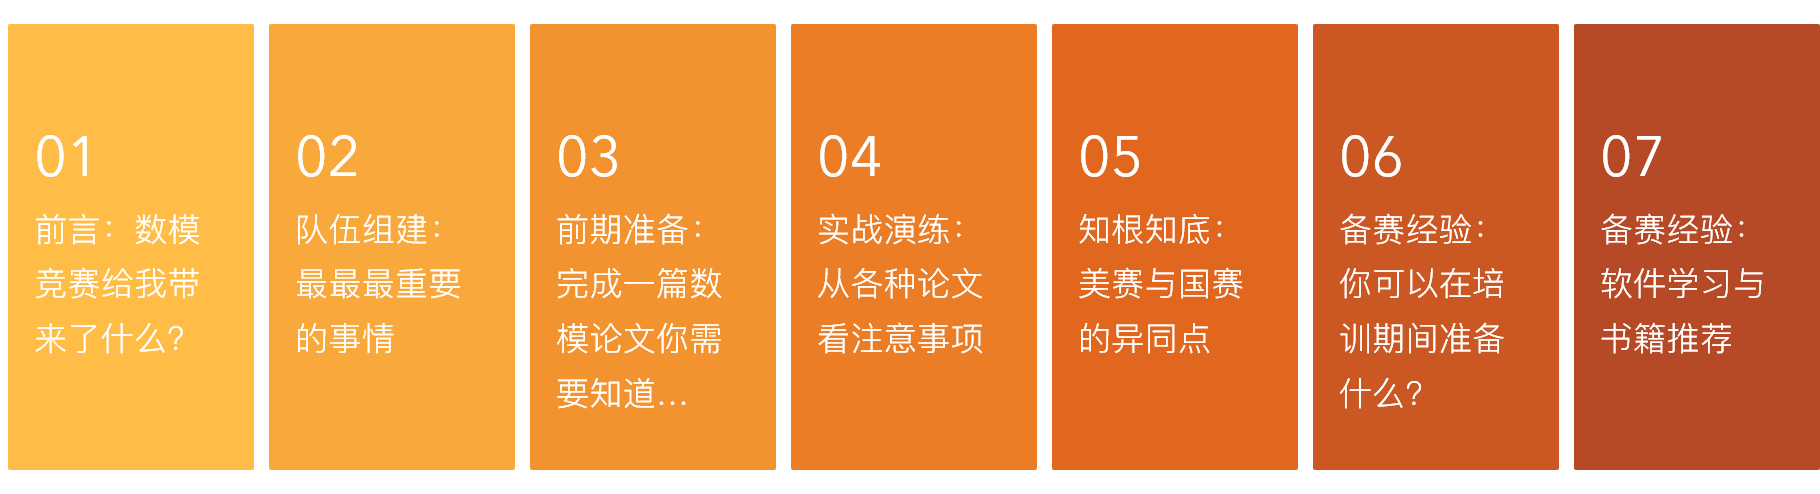 01
前言：数模
竞赛给我带
来了什么？
02
队伍组建：
最最最重要
的事情
03
前期准备：
完成一篇数
模论文你需
要知道…
04
实战演练：
从各种论文
看注意事项
05
知根知底：
美赛与国赛
的异同点
06
备赛经验：
你可以在培
训期间准备
什么？
07
备赛经验：
软件学习与
书籍推荐